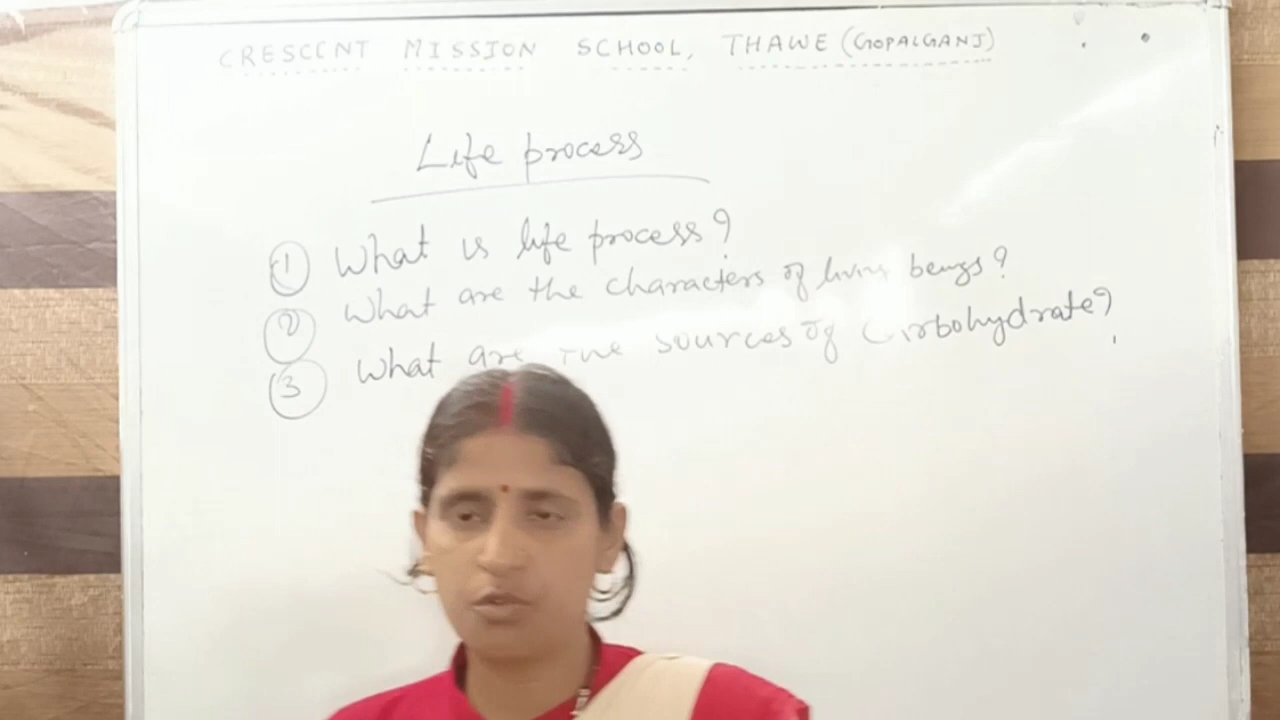 CRESCENT MISSION SCHOOL, THAWE (GOPALGANJ)
Life process
1 What is life process?
2 What are the characters of living beings?
3 What are the sources of Carbohydrate?